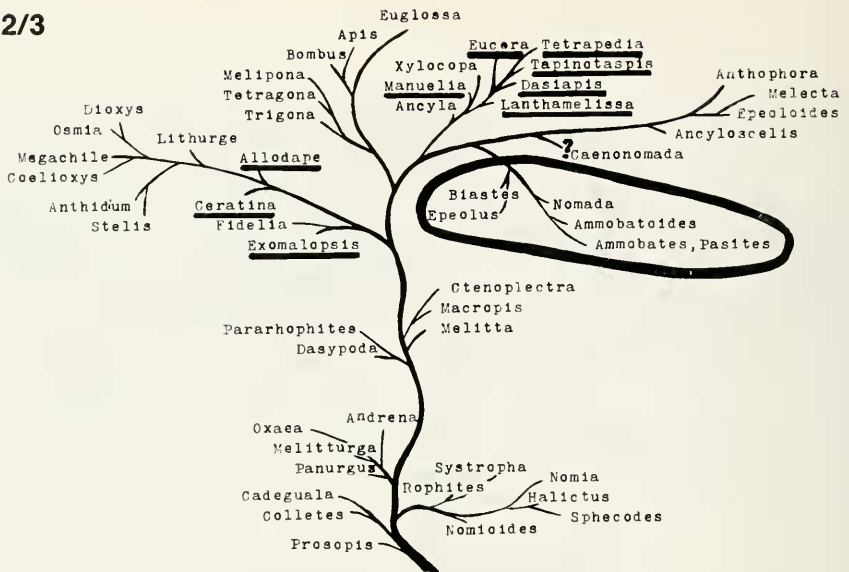 2/3
Euglossa
Apis
Bombus
Melipona
Tetragona
Trigona
Eucera Tetrapedia
Xylocopa Tapinotaspis
Manuelia Dasiapis
Ancyla Lanthamelissa
Anthophora
Melecta
Epeoloides
Ancyloscelis
?Caenonomada
Dioxys
Osmia
Lithurge
Megachile
Coelioxys
Allodape
Anthidium
Stelis
Ceratina
Fidelia
Exomalopsis
Biastes
Epeolus
Nomada
Ammobatoides
Ammobates, Pasites
Ctenoplectra
Macropis
Melitta
Pararhophites
Dasypoda
Andrena
Oxaea
Melitturga
Panurgus
Systropha
Rophites
Nomia
Halictus
Sphecodes
Nomioides
Cadeguala
Colletes
Prosopis